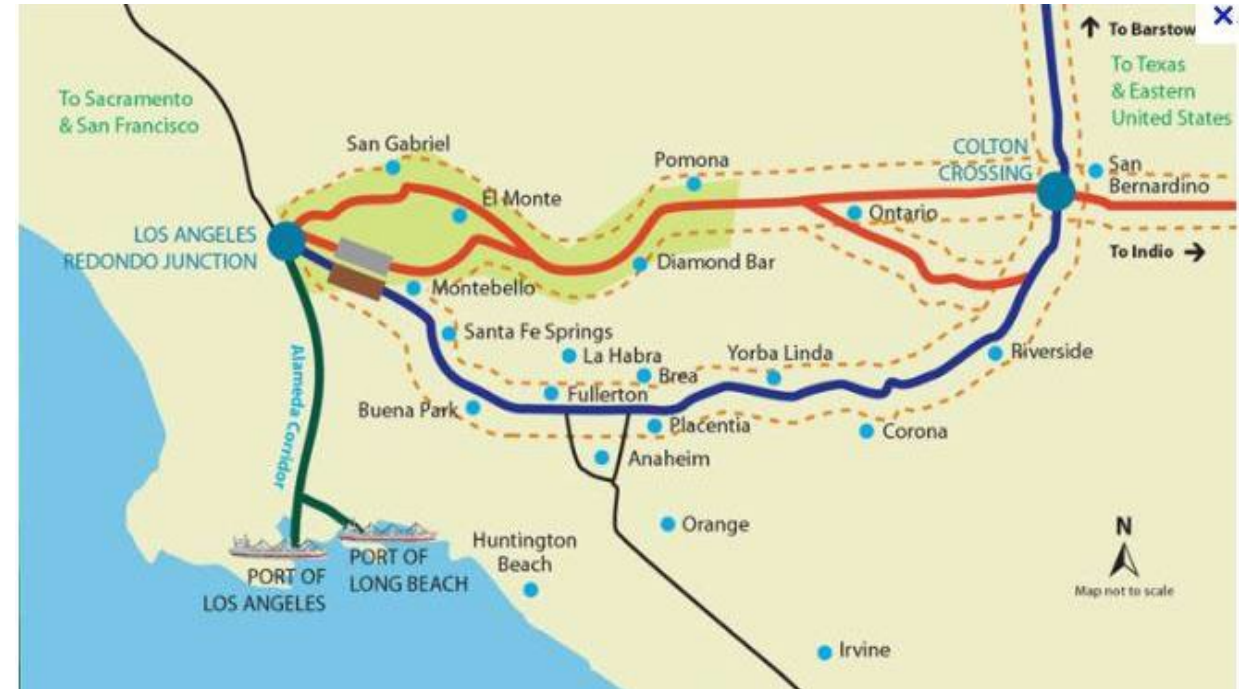 To Barstow
To Texas
& Eastern
United States
To Sacramento
& San Francisco
San Gabriel
Pomona
COLTON
CROSSING
San
Bernardino
El Monte
Ontario
LOS ANGELES
REDONDO JUNCTION
To Indio
Diamond Bar
Montebello
Santa Fe Springs
La Habra
Yorba Linda
Riverside
Brea
Fullerton
Alameda Corridor
Buena Park
Placentia
Corona
Anaheim
Orange
N
Huntington
Beach
PORT OF
LONG BEACH
PORT OF
LOS ANGELES
Map not to scale
Irvine